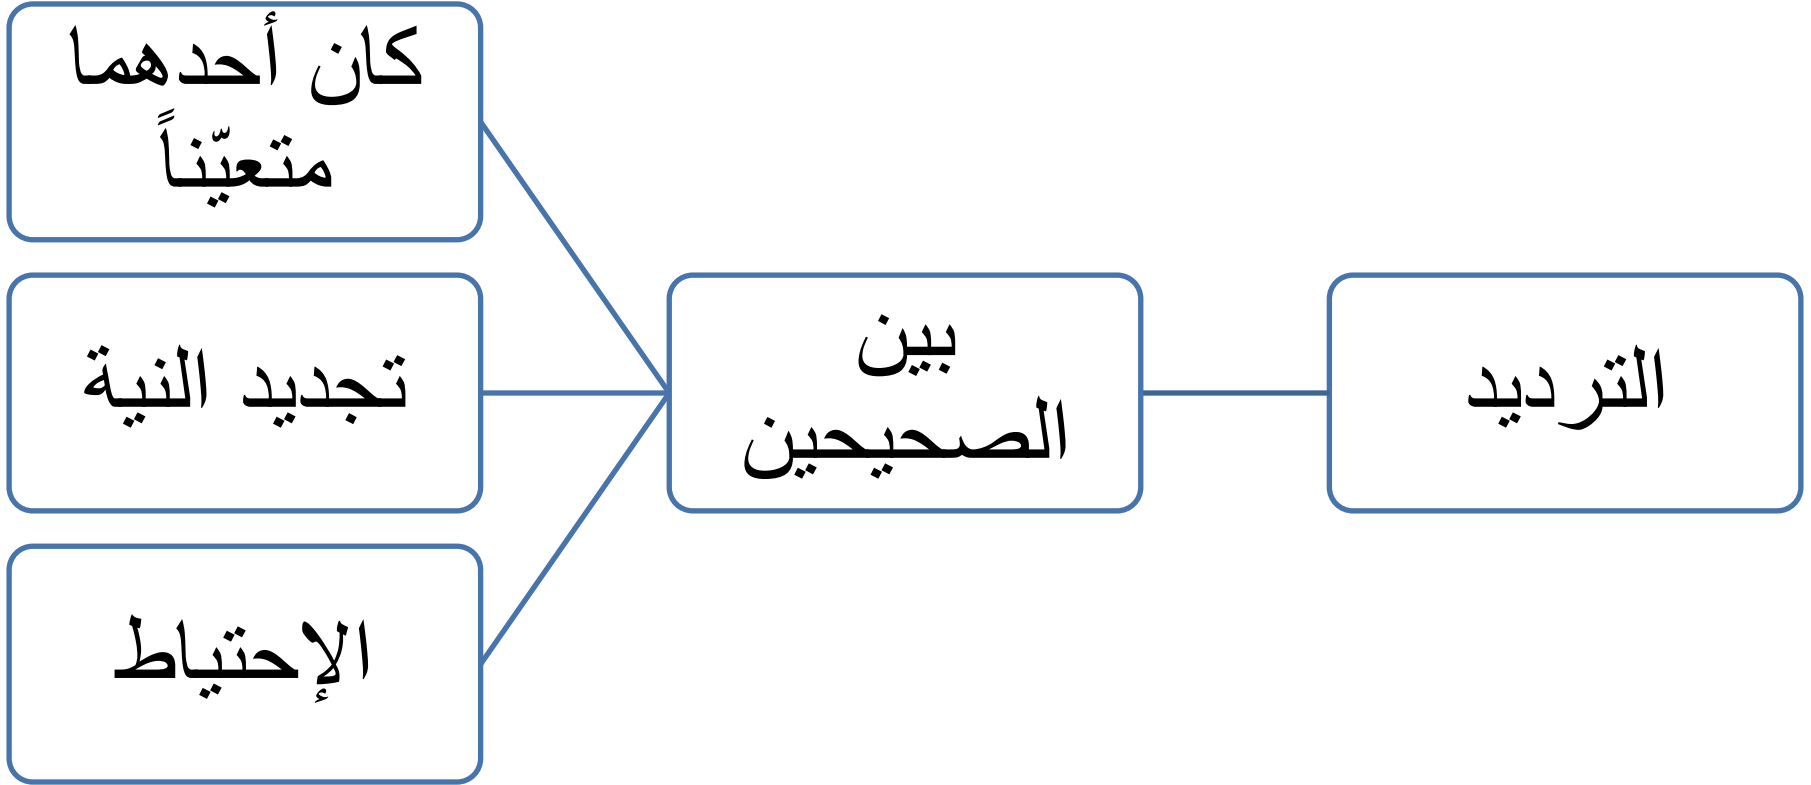 الترديد
بين
الصحيحين
كان أحدهما
متعيّناً
تجديد النية
الإحتياط